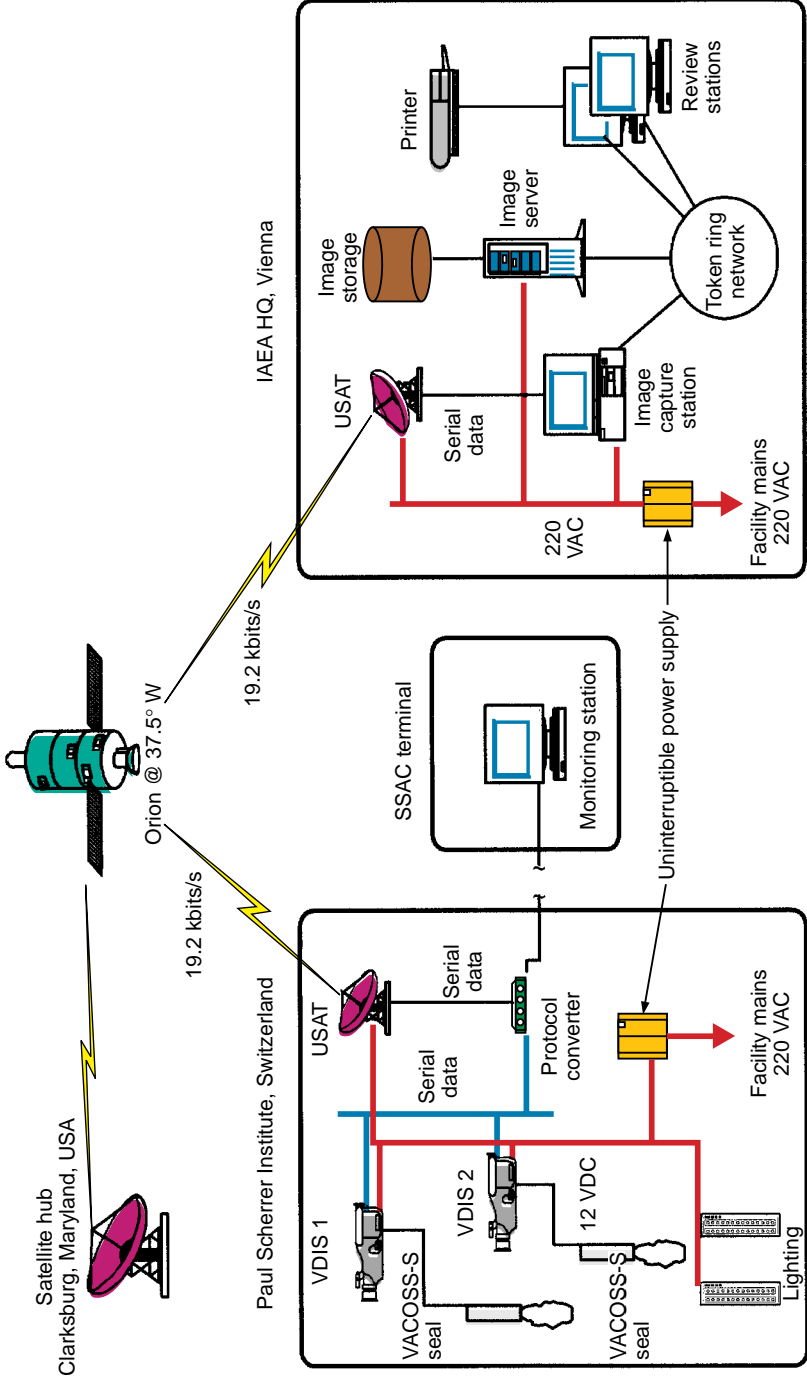 Satellite hub
Clarksburg, Maryland, USA
Orion @ 37.5° W
19.2 kbits/s
19.2 kbits/s
Paul Scherrer Institute, Switzerland
VDIS 1
VACOSS-S
seal
VDIS 2
12 VDC
VACOSS-S
seal
Lighting
USAT
Serial
data
Serial
data
Protocol
converter
Facility mains
220 VAC
Uninterruptible power supply
SSAC terminal
Monitoring station
~
~
IAEA HQ, Vienna
USAT
Serial
data
220
VAC
Facility mains
220 VAC
Image
storage
Image
server
Image capture
station
Token ring
network
Printer
Review
stations